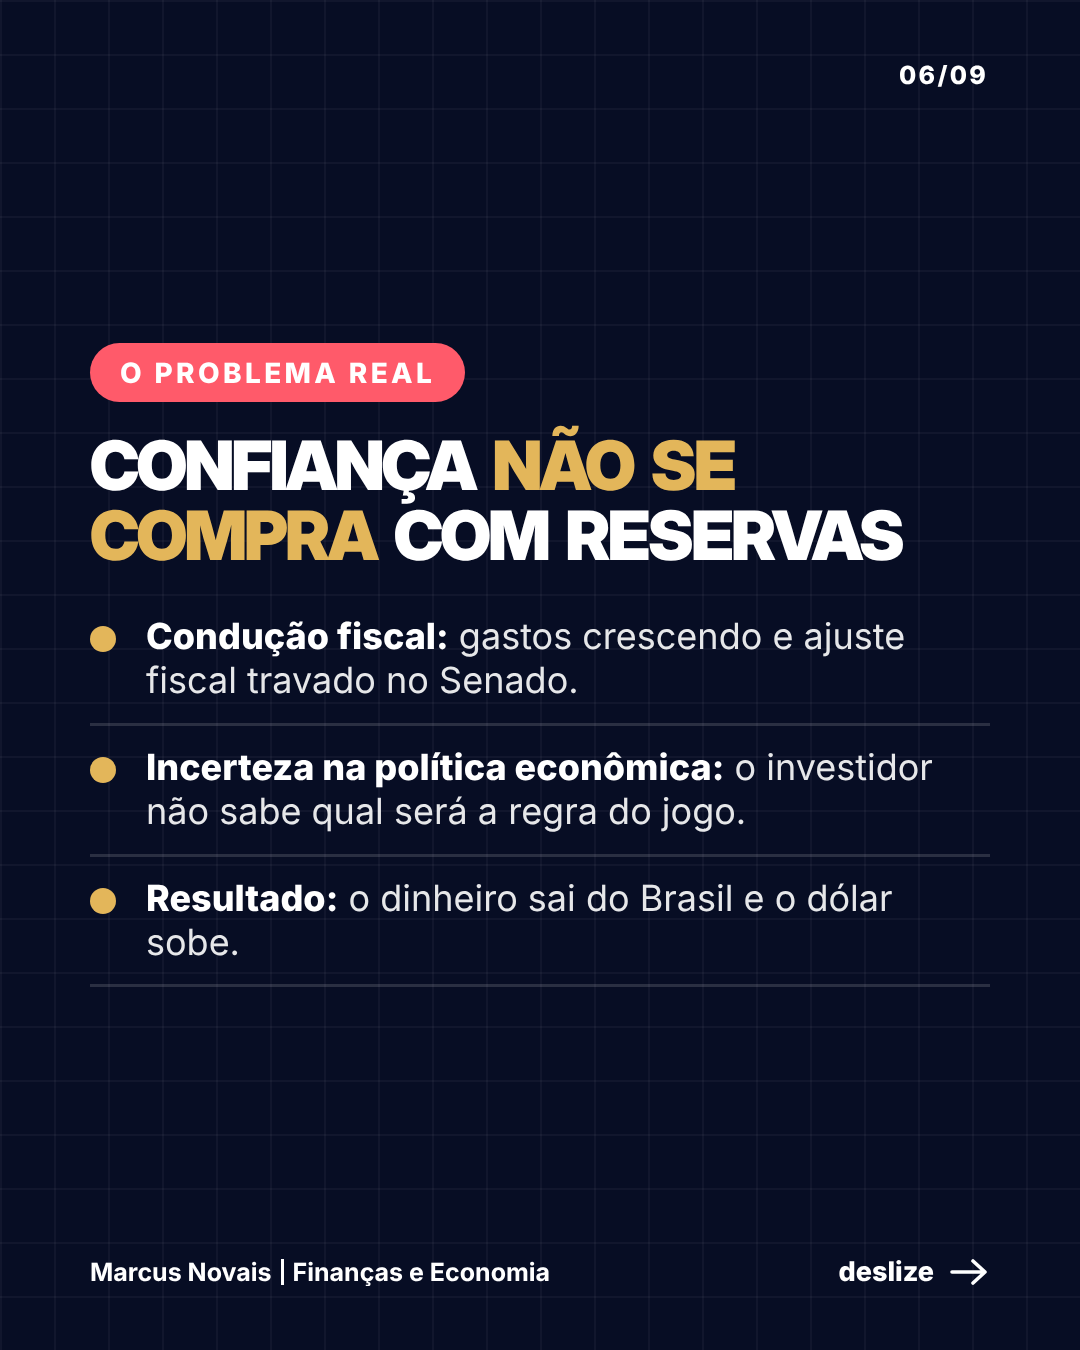 06/09
O PROBLEMA REAL
CONFIANÇA NÃO SE
COMPRA COM RESERVAS
Condução fiscal: gastos crescendo e ajuste
fiscal travado no Senado.
Incerteza na política econômica: o investidor
não sabe qual será a regra do jogo.
Resultado: o dinheiro sai do Brasil e o dólar
sobe.
Marcus Novais | Finanças e Economia
deslize →